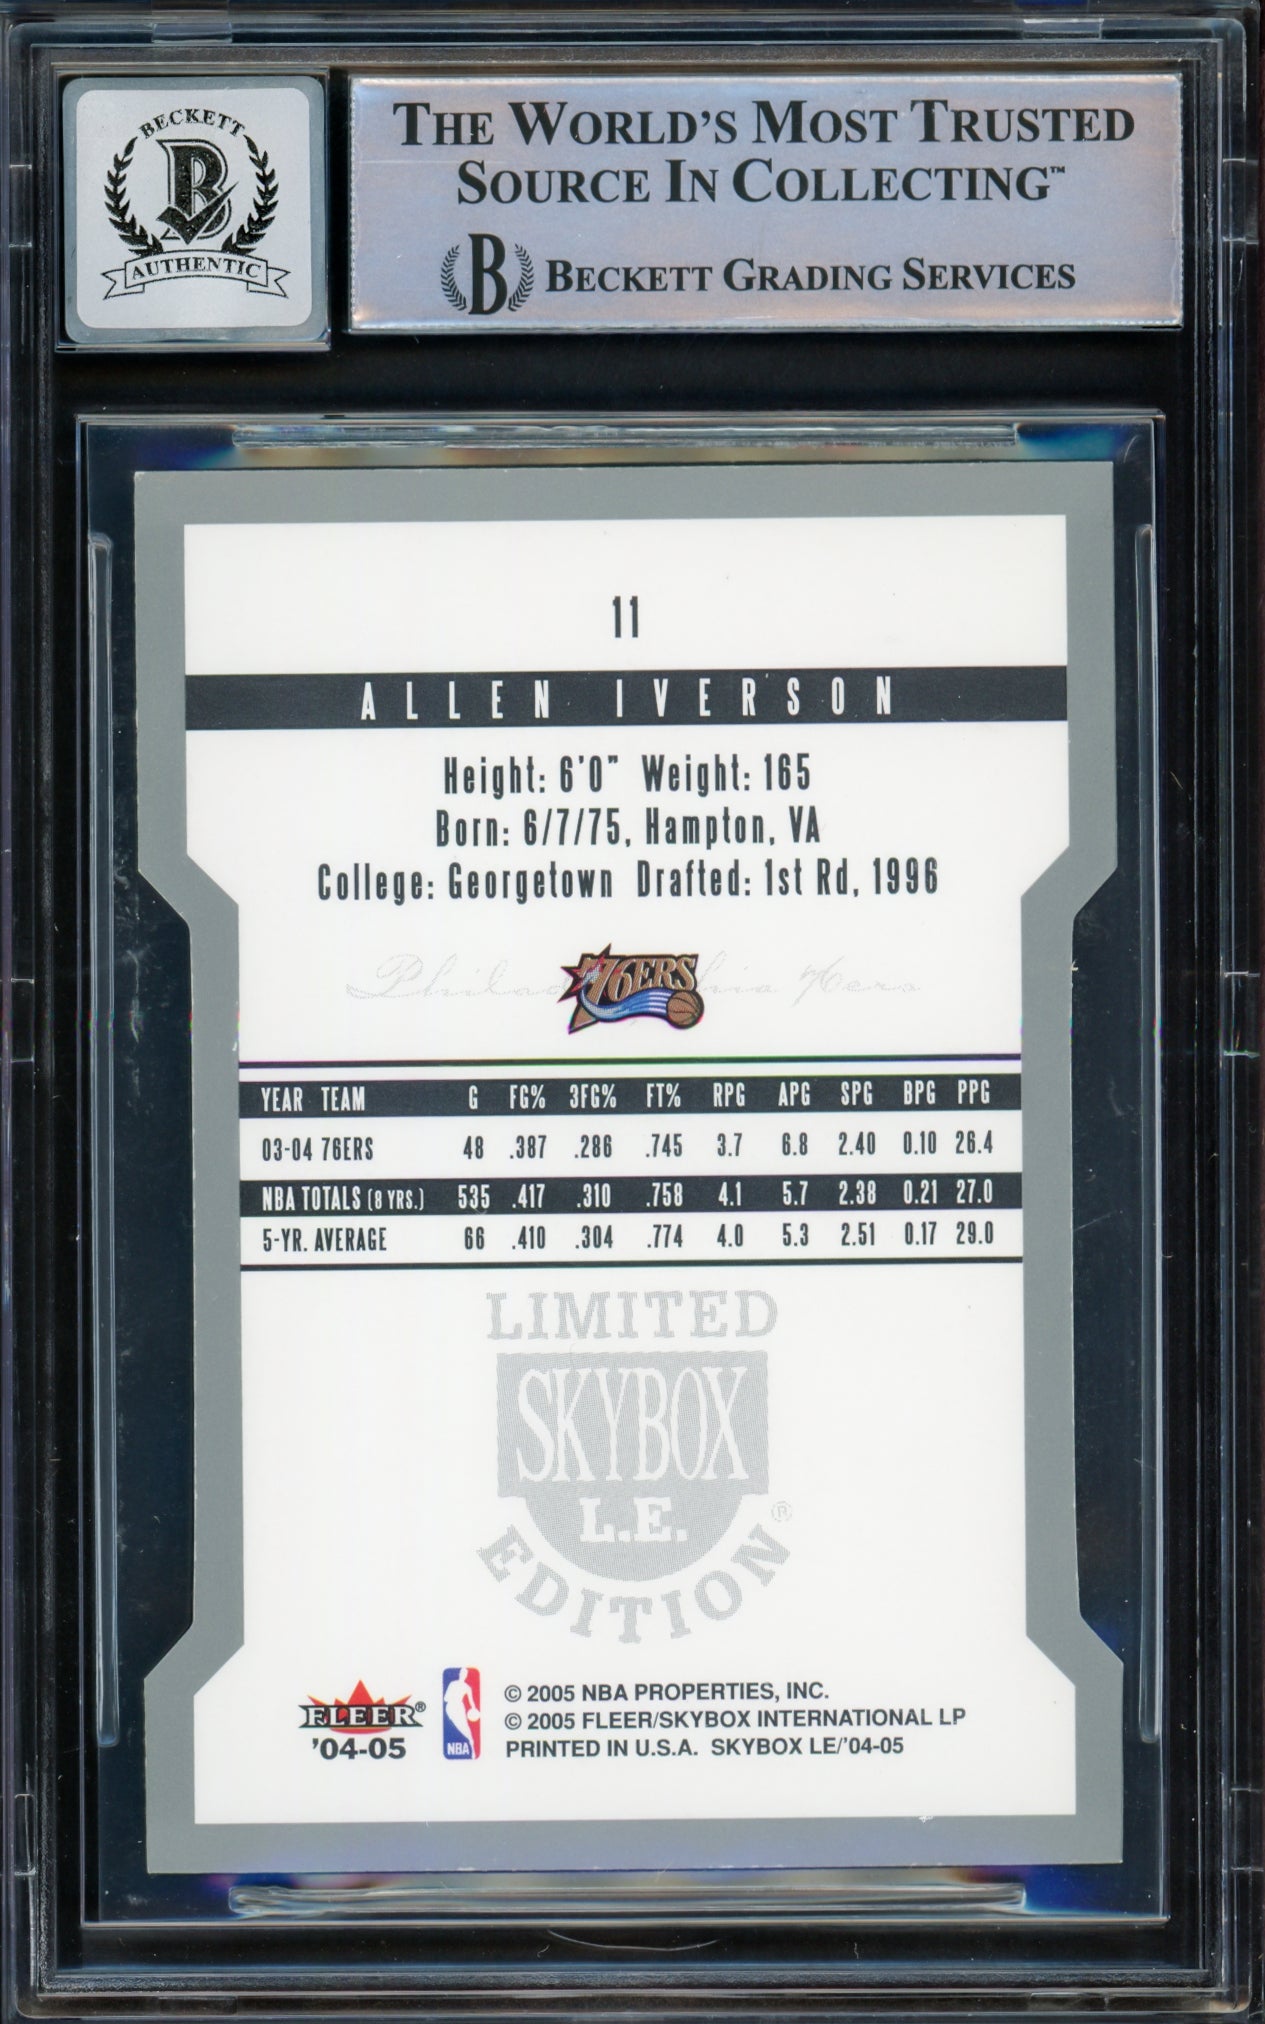 BECKETT
B
AUTHENTIC
THE WORLD'S MOST TRUSTED
SOURCE IN COLLECTING™
B BECKETT GRADING SERVICES
11
ALLEN IVERSON
Height: 6'0" Weight: 165
Born: 6/7/75, Hampton, VA
College: Georgetown Drafted: 1st Rd, 1996
76ERS
YEAR TEAM G FG% 3FG% FT% RPG APG SPG BPG PPG
03-04 76ERS 48 .387 .286 .745 3.7 6.8 2.40 0.10 26.4
NBA TOTALS (8 YRS.) 535 .417 .310 .758 4.1 5.7 2.38 0.21 27.0
5-YR. AVERAGE 66 .410 .304 .774 4.0 5.3 2.51 0.17 29.0
LIMITED
SKYBOX
L.E.
EDITION®
FLEER®
'04-05
NBA
© 2005 NBA PROPERTIES, INC.
© 2005 FLEER/SKYBOX INTERNATIONAL LP
PRINTED IN U.S.A. SKYBOX LE/'04-05